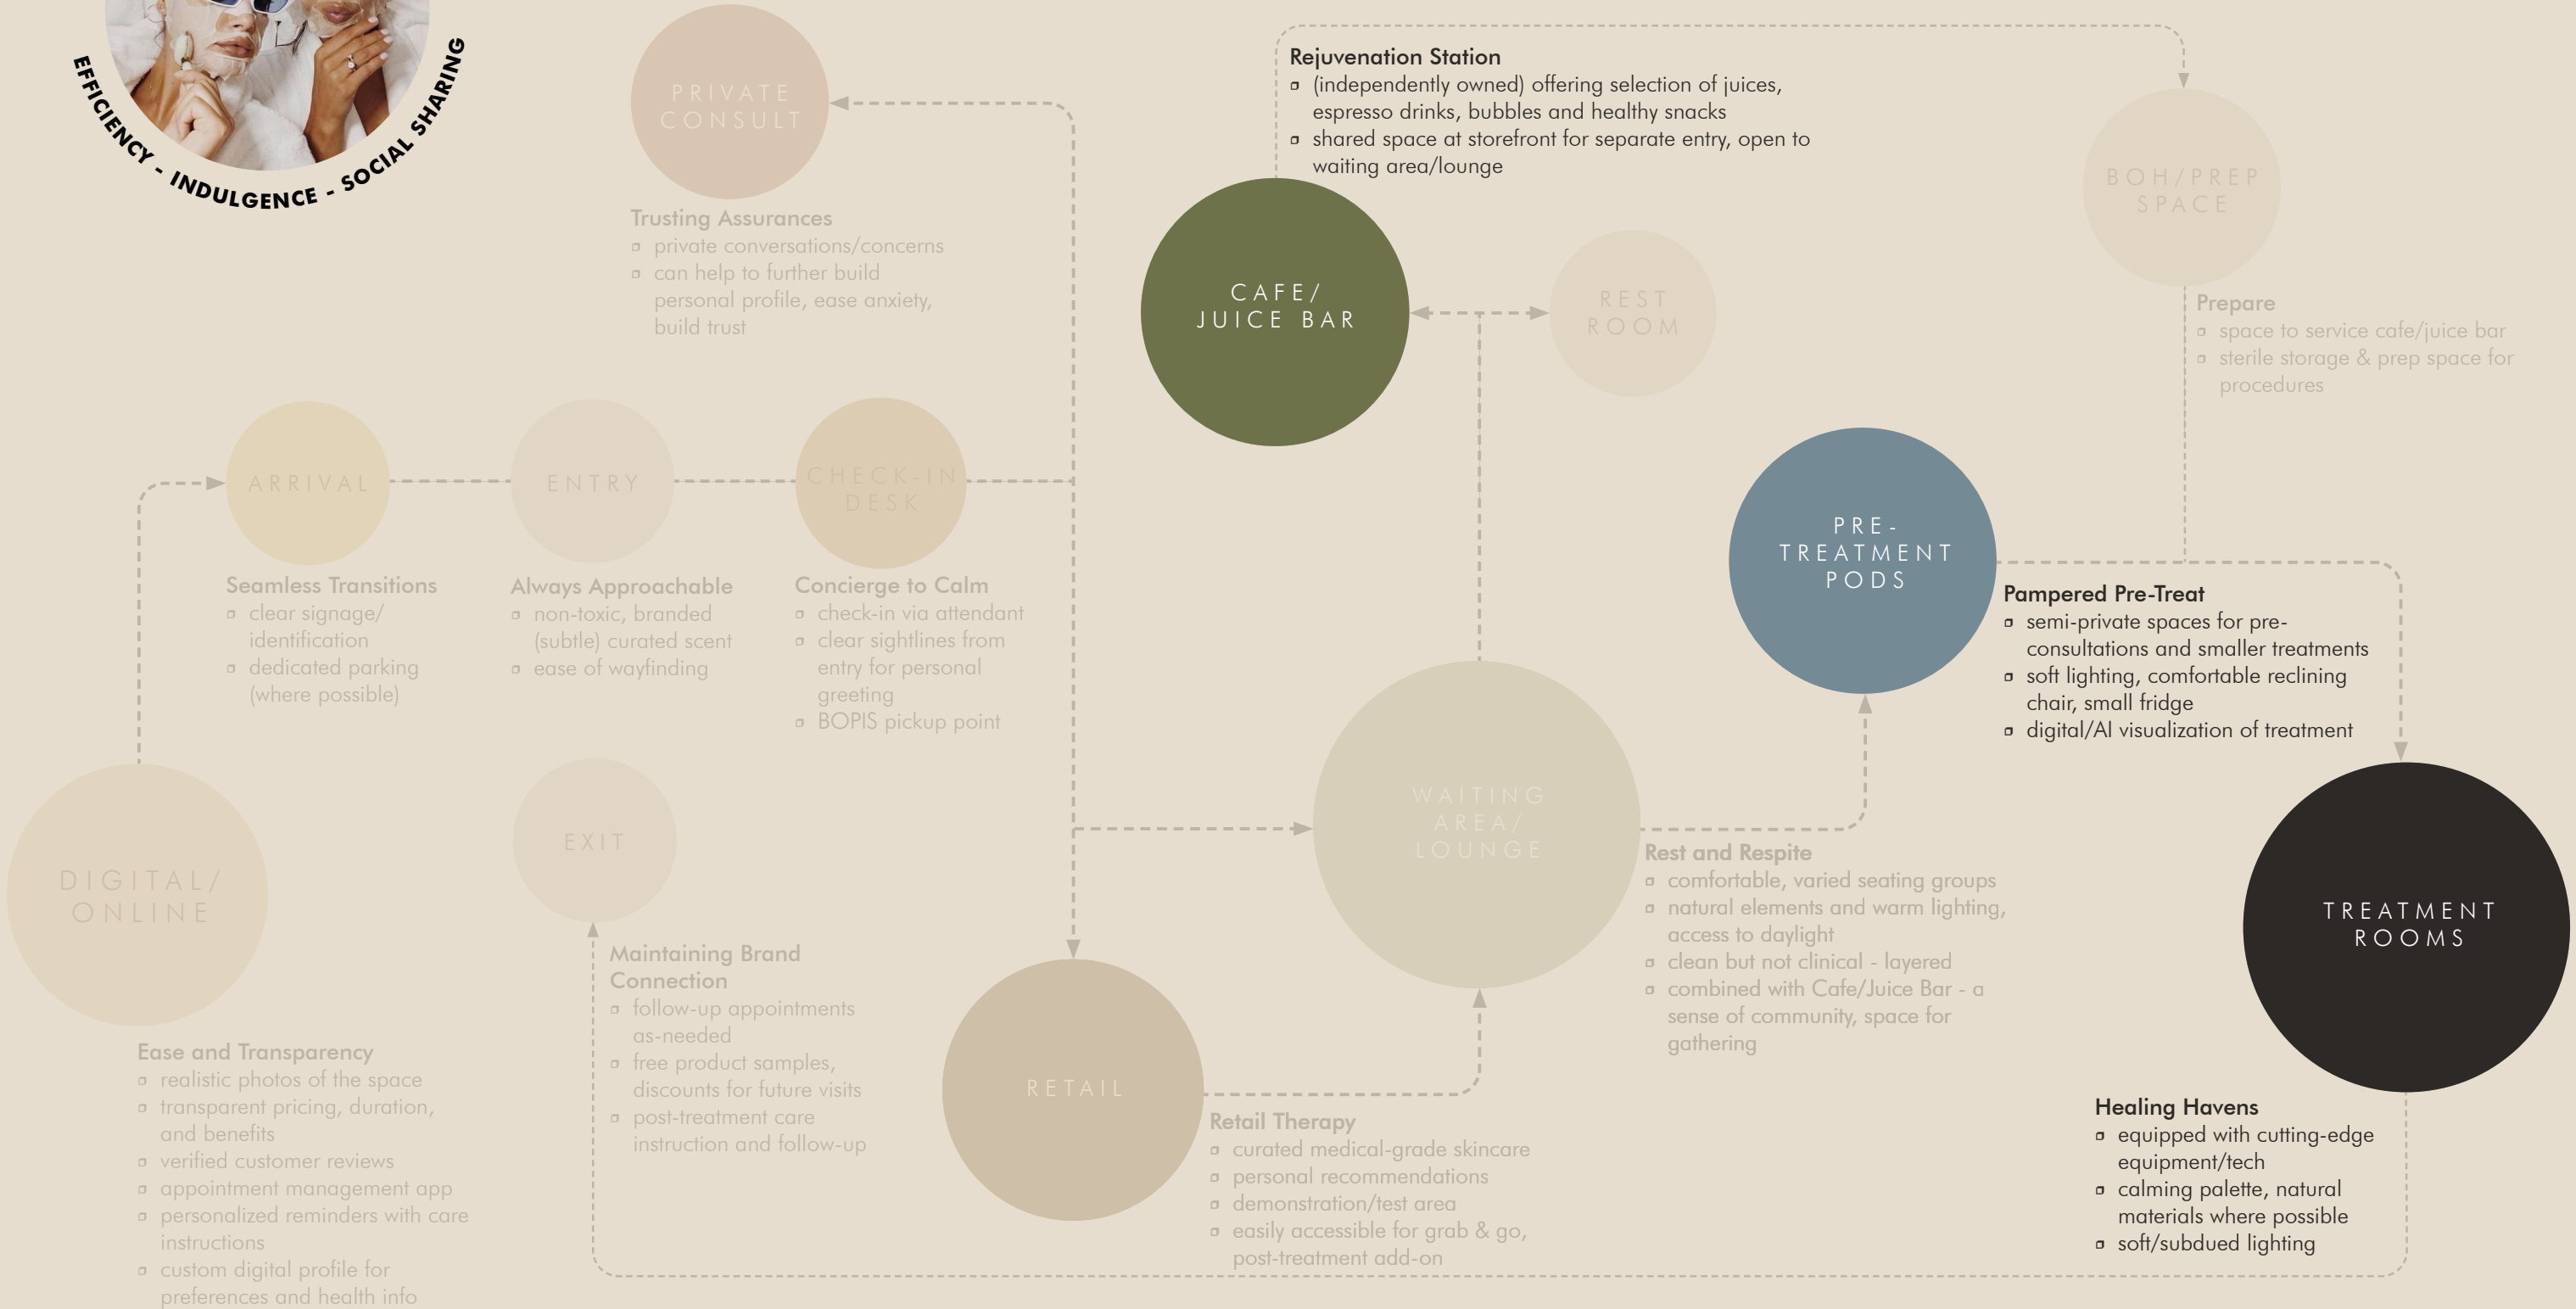 EFFICIENCY - INDULGENCE - SOCIAL SHARING
PRIVATE
CONSULT
Trusting Assurances
private conversations/concerns
can help to further build
personal profile, ease anxiety,
build trust
Rejuvenation Station
(independently owned) offering selection of juices,
espresso drinks, bubbles and healthy snacks
shared space at storefront for separate entry, open to
waiting area/lounge
CAFE/
JUICE BAR
REST
ROOM
BOH/PREP
SPACE
Prepare
space to service cafe/juice bar
sterile storage & prep space for
procedures
ARRIVAL
Seamless Transitions
clear signage/
identification
dedicated parking
(where possible)
ENTRY
Always Approachable
non-toxic, branded
(subtle) curated scent
ease of wayfinding
CHECK-IN
DESK
Concierge to Calm
check-in via attendant
clear sightlines from
entry for personal
greeting
BOPIS pickup point
PRE-
TREATMENT
PODS
Pampered Pre-Treat
semi-private spaces for pre-
consultations and smaller treatments
soft lighting, comfortable reclining
chair, small fridge
digital/AI visualization of treatment
DIGITAL/
ONLINE
Ease and Transparency
realistic photos of the space
transparent pricing, duration,
and benefits
verified customer reviews
appointment management app
personalized reminders with care
instructions
custom digital profile for
preferences and health info
EXIT
Maintaining Brand
Connection
follow-up appointments
as-needed
free product samples,
discounts for future visits
post-treatment care
instruction and follow-up
RETAIL
Retail Therapy
curated medical-grade skincare
personal recommendations
demonstration/test area
easily accessible for grab & go,
post-treatment add-on
WAITING
AREA/
LOUNGE
Rest and Respite
comfortable, varied seating groups
natural elements and warm lighting,
access to daylight
clean but not clinical - layered
combined with Cafe/Juice Bar - a
sense of community, space for
gathering
TREATMENT
ROOMS
Healing Havens
equipped with cutting-edge
equipment/tech
calming palette, natural
materials where possible
soft/subdued lighting